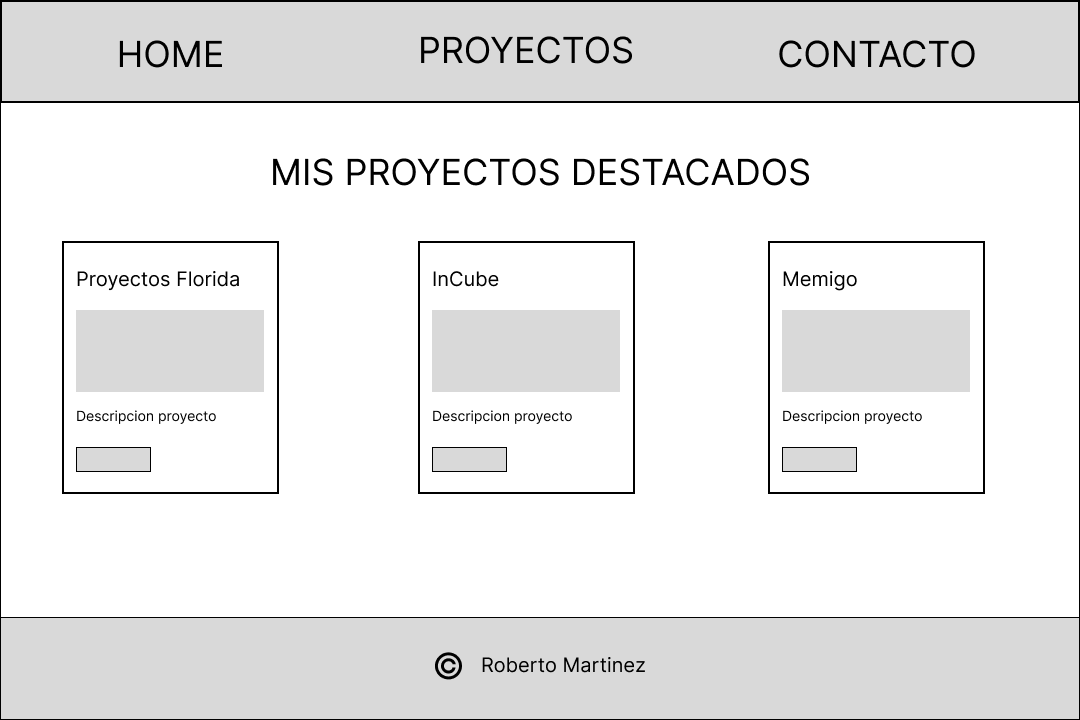 HOME PROYECTOS CONTACTO
MIS PROYECTOS DESTACADOS
Proyectos Florida
Descripcion proyecto
InCube
Descripcion proyecto
Memigo
Descripcion proyecto
© Roberto Martinez